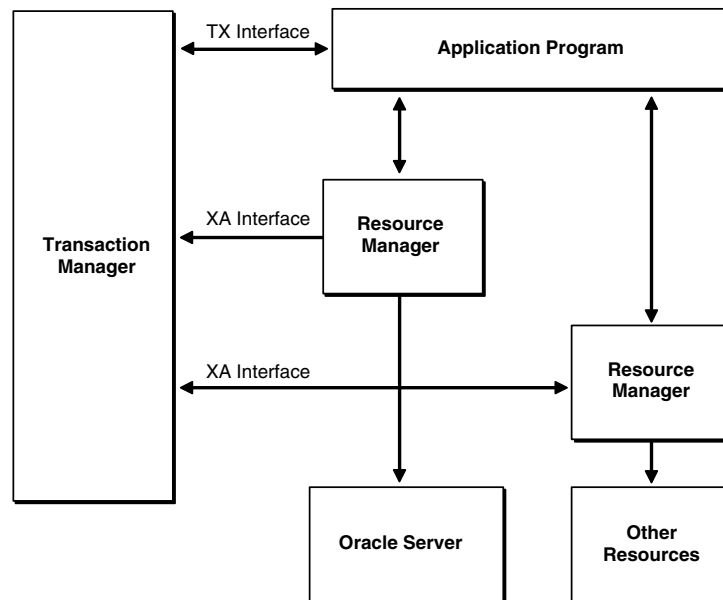 TX Interface
Application Program
XA Interface
Resource
Manager
Transaction
Manager
XA Interface
Resource
Manager
Oracle Server
Other
Resources